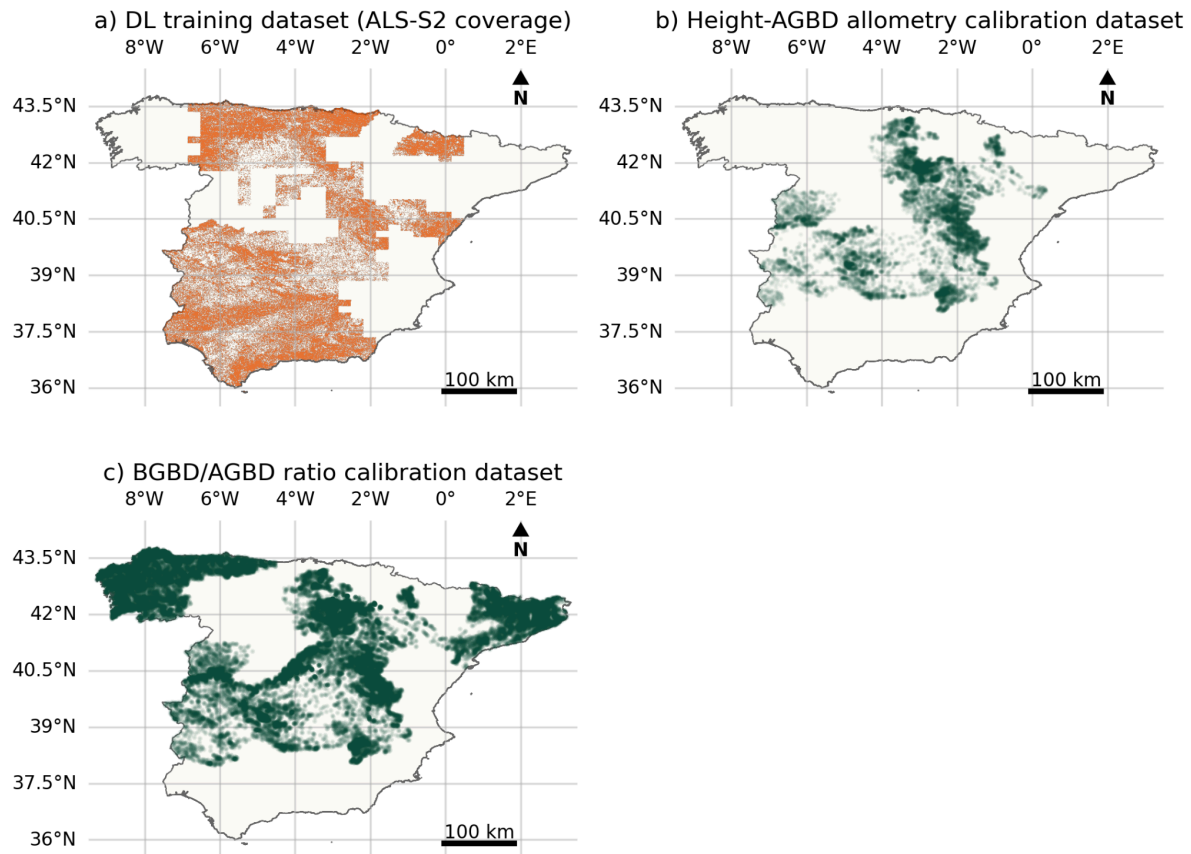 a) DL training dataset (ALS-S2 coverage)
8°W 6°W 4°W 2°W 0° 2°E
N
43.5°N
42°N
40.5°N
39°N
37.5°N
36°N
100 km
b) Height-AGBD allometry calibration dataset
8°W 6°W 4°W 2°W 0° 2°E
N
43.5°N
42°N
40.5°N
39°N
37.5°N
36°N
100 km
c) BGBD/AGBD ratio calibration dataset
8°W 6°W 4°W 2°W 0° 2°E
N
43.5°N
42°N
40.5°N
39°N
37.5°N
36°N
100 km